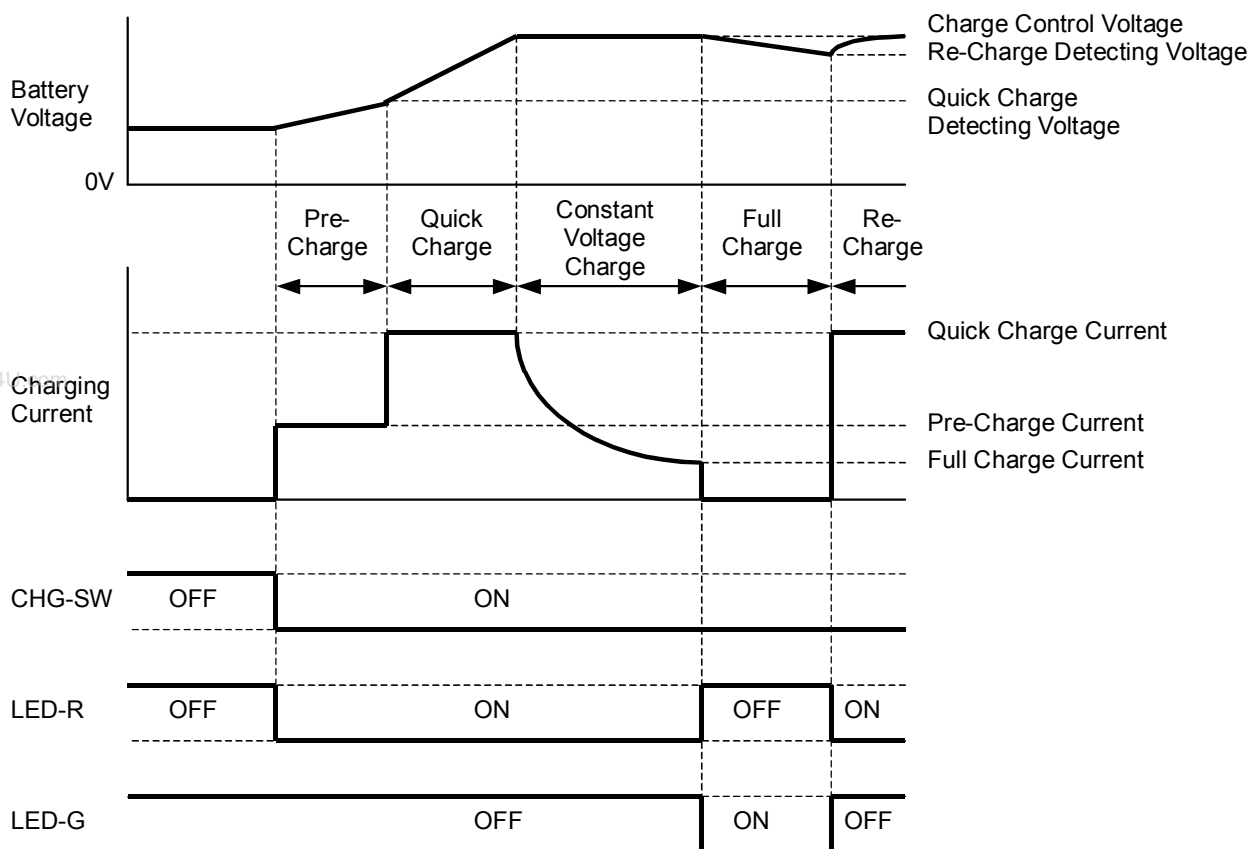 Charge Control Voltage
Re-Charge Detecting Voltage
Battery
Voltage
Quick Charge
Detecting Voltage
0V
Pre-
Charge
Quick
Charge
Constant
Voltage
Charge
Full
Charge
Re-
Charge
Quick Charge Current
Charging
Current
Pre-Charge Current
Full Charge Current
CHG-SW
OFF
ON
LED-R
OFF
ON
OFF
ON
LED-G
OFF
ON
OFF